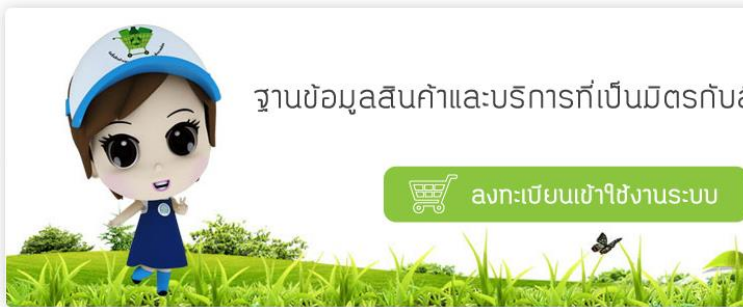 ฐานข้อมูลสินค้าและบริการที่เป็นมิตรกับ
ลงทะเบียนเข้าใช้งานระบบ